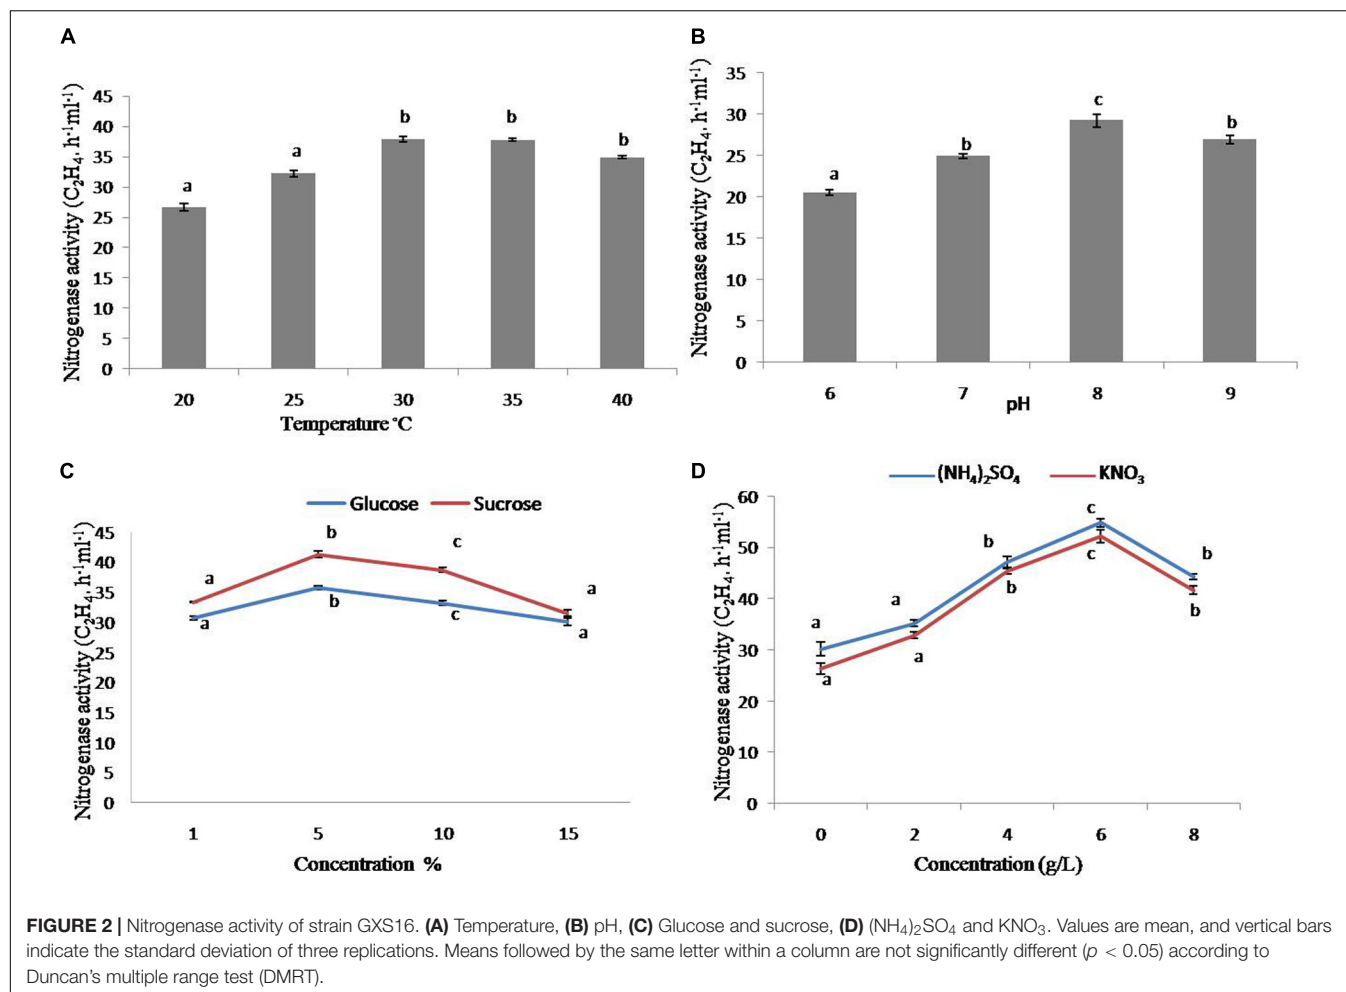 A
Nitrogenase activity (C₂H₄, h⁻¹ml⁻¹)
45
40
35
30
25
20
15
10
5
0
a
a
b
b
b
20 25 30 35 40
Temperature °C
B
Nitrogenase activity (C₂H₄, h⁻¹ml⁻¹)
35
30
25
20
15
10
5
0
a
b
c
b
6 7 8 9
pH
C
Glucose Sucrose
Nitrogenase activity (C₂H₄, h⁻¹ml⁻¹)
45
40
35
30
25
20
15
10
5
0
a
b
c
a
a
b
c
a
1 5 10 15
Concentration %
D
(NH₄)₂SO₄ KNO₃
Nitrogenase activity (C₂H₄, h⁻¹ml⁻¹)
60
50
40
30
20
10
0
a
a
b
c
b
a
a
b
c
b
0 2 4 6 8
Concentration (g/L)
FIGURE 2 | Nitrogenase activity of strain GXS16. (A) Temperature, (B) pH, (C) Glucose and sucrose, (D) (NH₄)₂SO₄ and KNO₃. Values are mean, and vertical bars
indicate the standard deviation of three replications. Means followed by the same letter within a column are not significantly different (p < 0.05) according to
Duncan's multiple range test (DMRT).